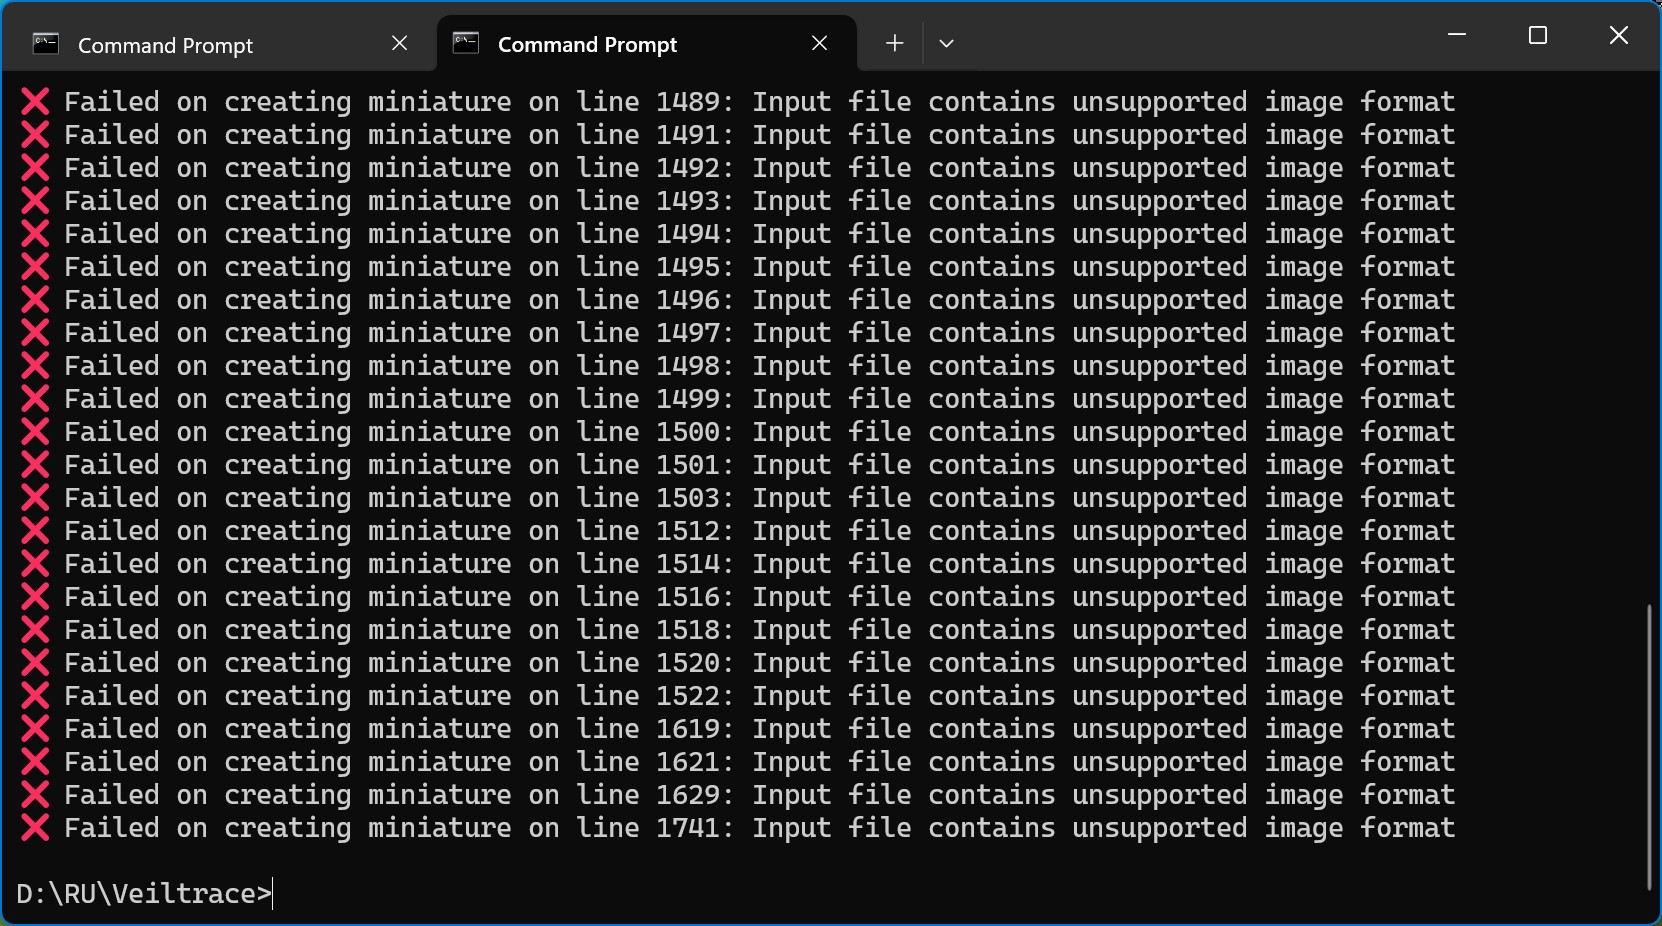 Command Prompt
Command Prompt
Failed on creating miniature on line 1489: Input file contains unsupported image format
Failed on creating miniature on line 1491: Input file contains unsupported image format
Failed on creating miniature on line 1492: Input file contains unsupported image format
Failed on creating miniature on line 1493: Input file contains unsupported image format
Failed on creating miniature on line 1494: Input file contains unsupported image format
Failed on creating miniature on line 1495: Input file contains unsupported image format
Failed on creating miniature on line 1496: Input file contains unsupported image format
Failed on creating miniature on line 1497: Input file contains unsupported image format
Failed on creating miniature on line 1498: Input file contains unsupported image format
Failed on creating miniature on line 1499: Input file contains unsupported image format
Failed on creating miniature on line 1500: Input file contains unsupported image format
Failed on creating miniature on line 1501: Input file contains unsupported image format
Failed on creating miniature on line 1503: Input file contains unsupported image format
Failed on creating miniature on line 1512: Input file contains unsupported image format
Failed on creating miniature on line 1514: Input file contains unsupported image format
Failed on creating miniature on line 1516: Input file contains unsupported image format
Failed on creating miniature on line 1518: Input file contains unsupported image format
Failed on creating miniature on line 1520: Input file contains unsupported image format
Failed on creating miniature on line 1522: Input file contains unsupported image format
Failed on creating miniature on line 1619: Input file contains unsupported image format
Failed on creating miniature on line 1621: Input file contains unsupported image format
Failed on creating miniature on line 1629: Input file contains unsupported image format
Failed on creating miniature on line 1741: Input file contains unsupported image format
D:\RU\Veiltrace>